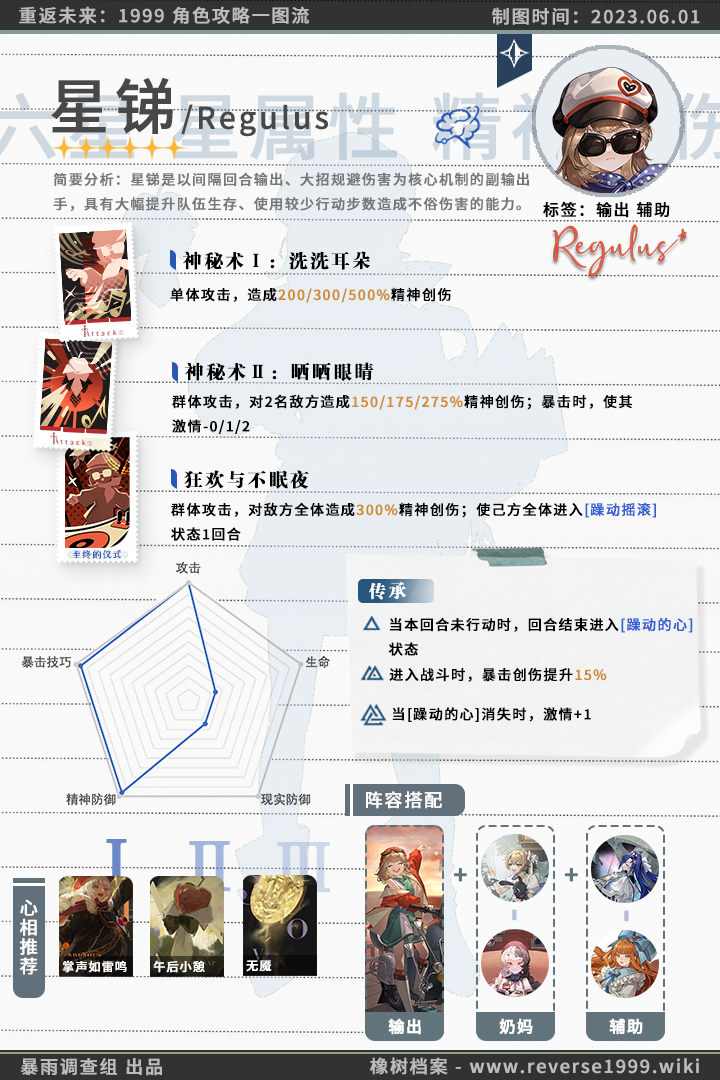 重返未来：1999 角色攻略一图流
制图时间：2023.06.01
六星 星属性 精神创伤
星锑/Regulus
简要分析：星锑是以间隔回合输出、大招规避伤害为核心机制的副输出
手，具有大幅提升队伍生存、使用较少行动步数造成不俗伤害的能力。
标签：输出 辅助
Regulus
神秘术Ⅰ：洗洗耳朵
单体攻击，造成200/300/500%精神创伤
Attack
神秘术Ⅱ：晒晒眼睛
群体攻击，对2名敌方造成150/175/275%精神创伤；暴击时，使其
激情-0/1/2
Attack
狂欢与不眠夜
群体攻击，对敌方全体造成300%精神创伤；使己方全体进入[躁动摇滚]
状态1回合
至终的仪式
攻击
生命
现实防御
精神防御
暴击技巧
传承
当本回合未行动时，回合结束进入[躁动的心]
状态
进入战斗时，暴击创伤提升15%
当[躁动的心]消失时，激情+1
阵容搭配
+
+
输出
奶妈
辅助
I II III
心相推荐
掌声如雷鸣
午后小憩
无魇
暴雨调查组 出品
橡树档案 - www.reverse1999.wiki